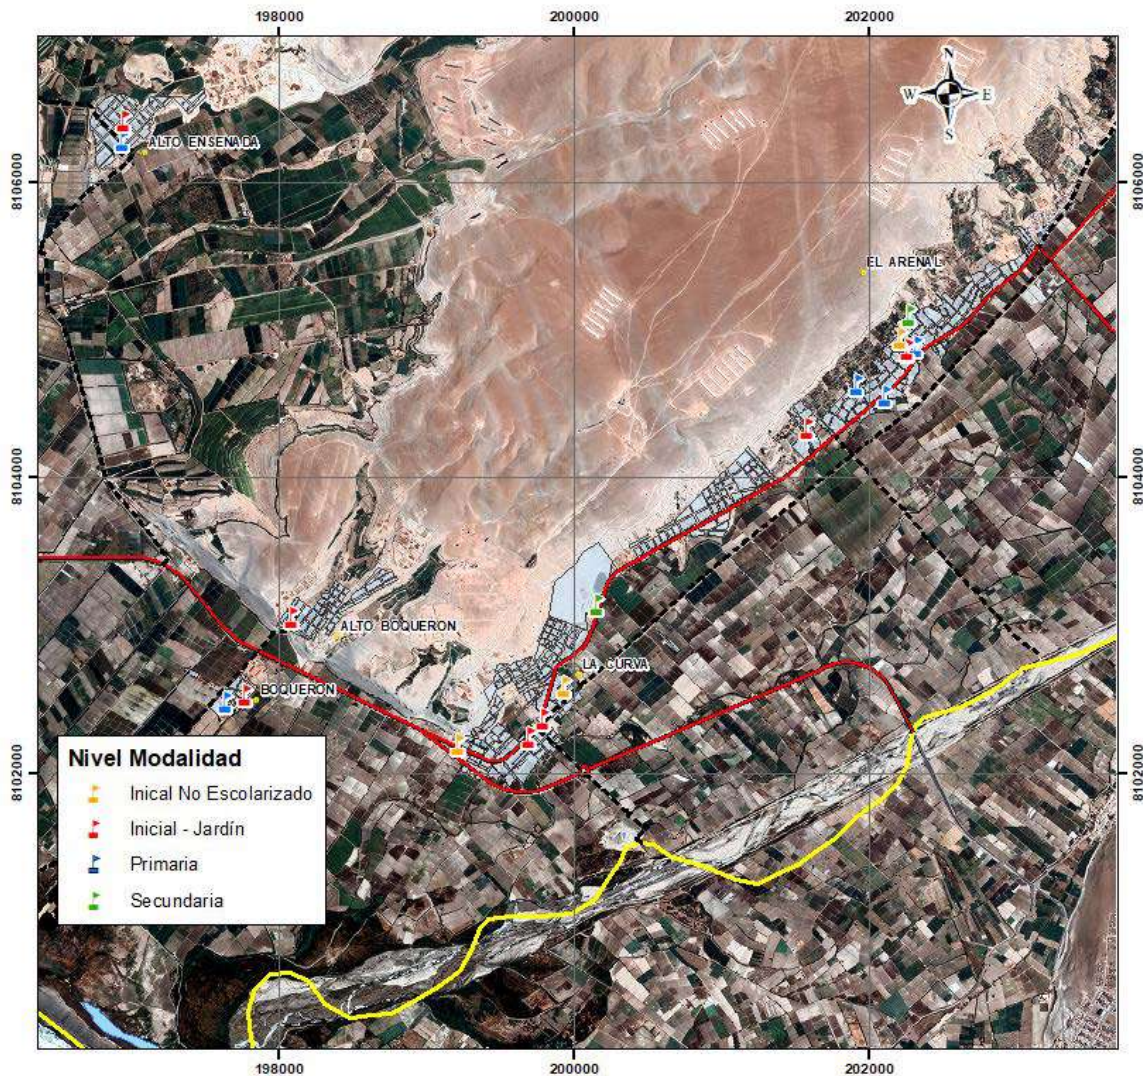 198000
200000
202000
N
W
E
S
ALTO ENSENADA
8106000
8106000
EL ARENAL
8104000
8104000
ALTO BOQUERON
LA CURVA
BOQUERON
8102000
8102000
Nivel Modalidad
Inical No Escolarizado
Inicial - Jardín
Primaria
Secundaria
198000
200000
202000